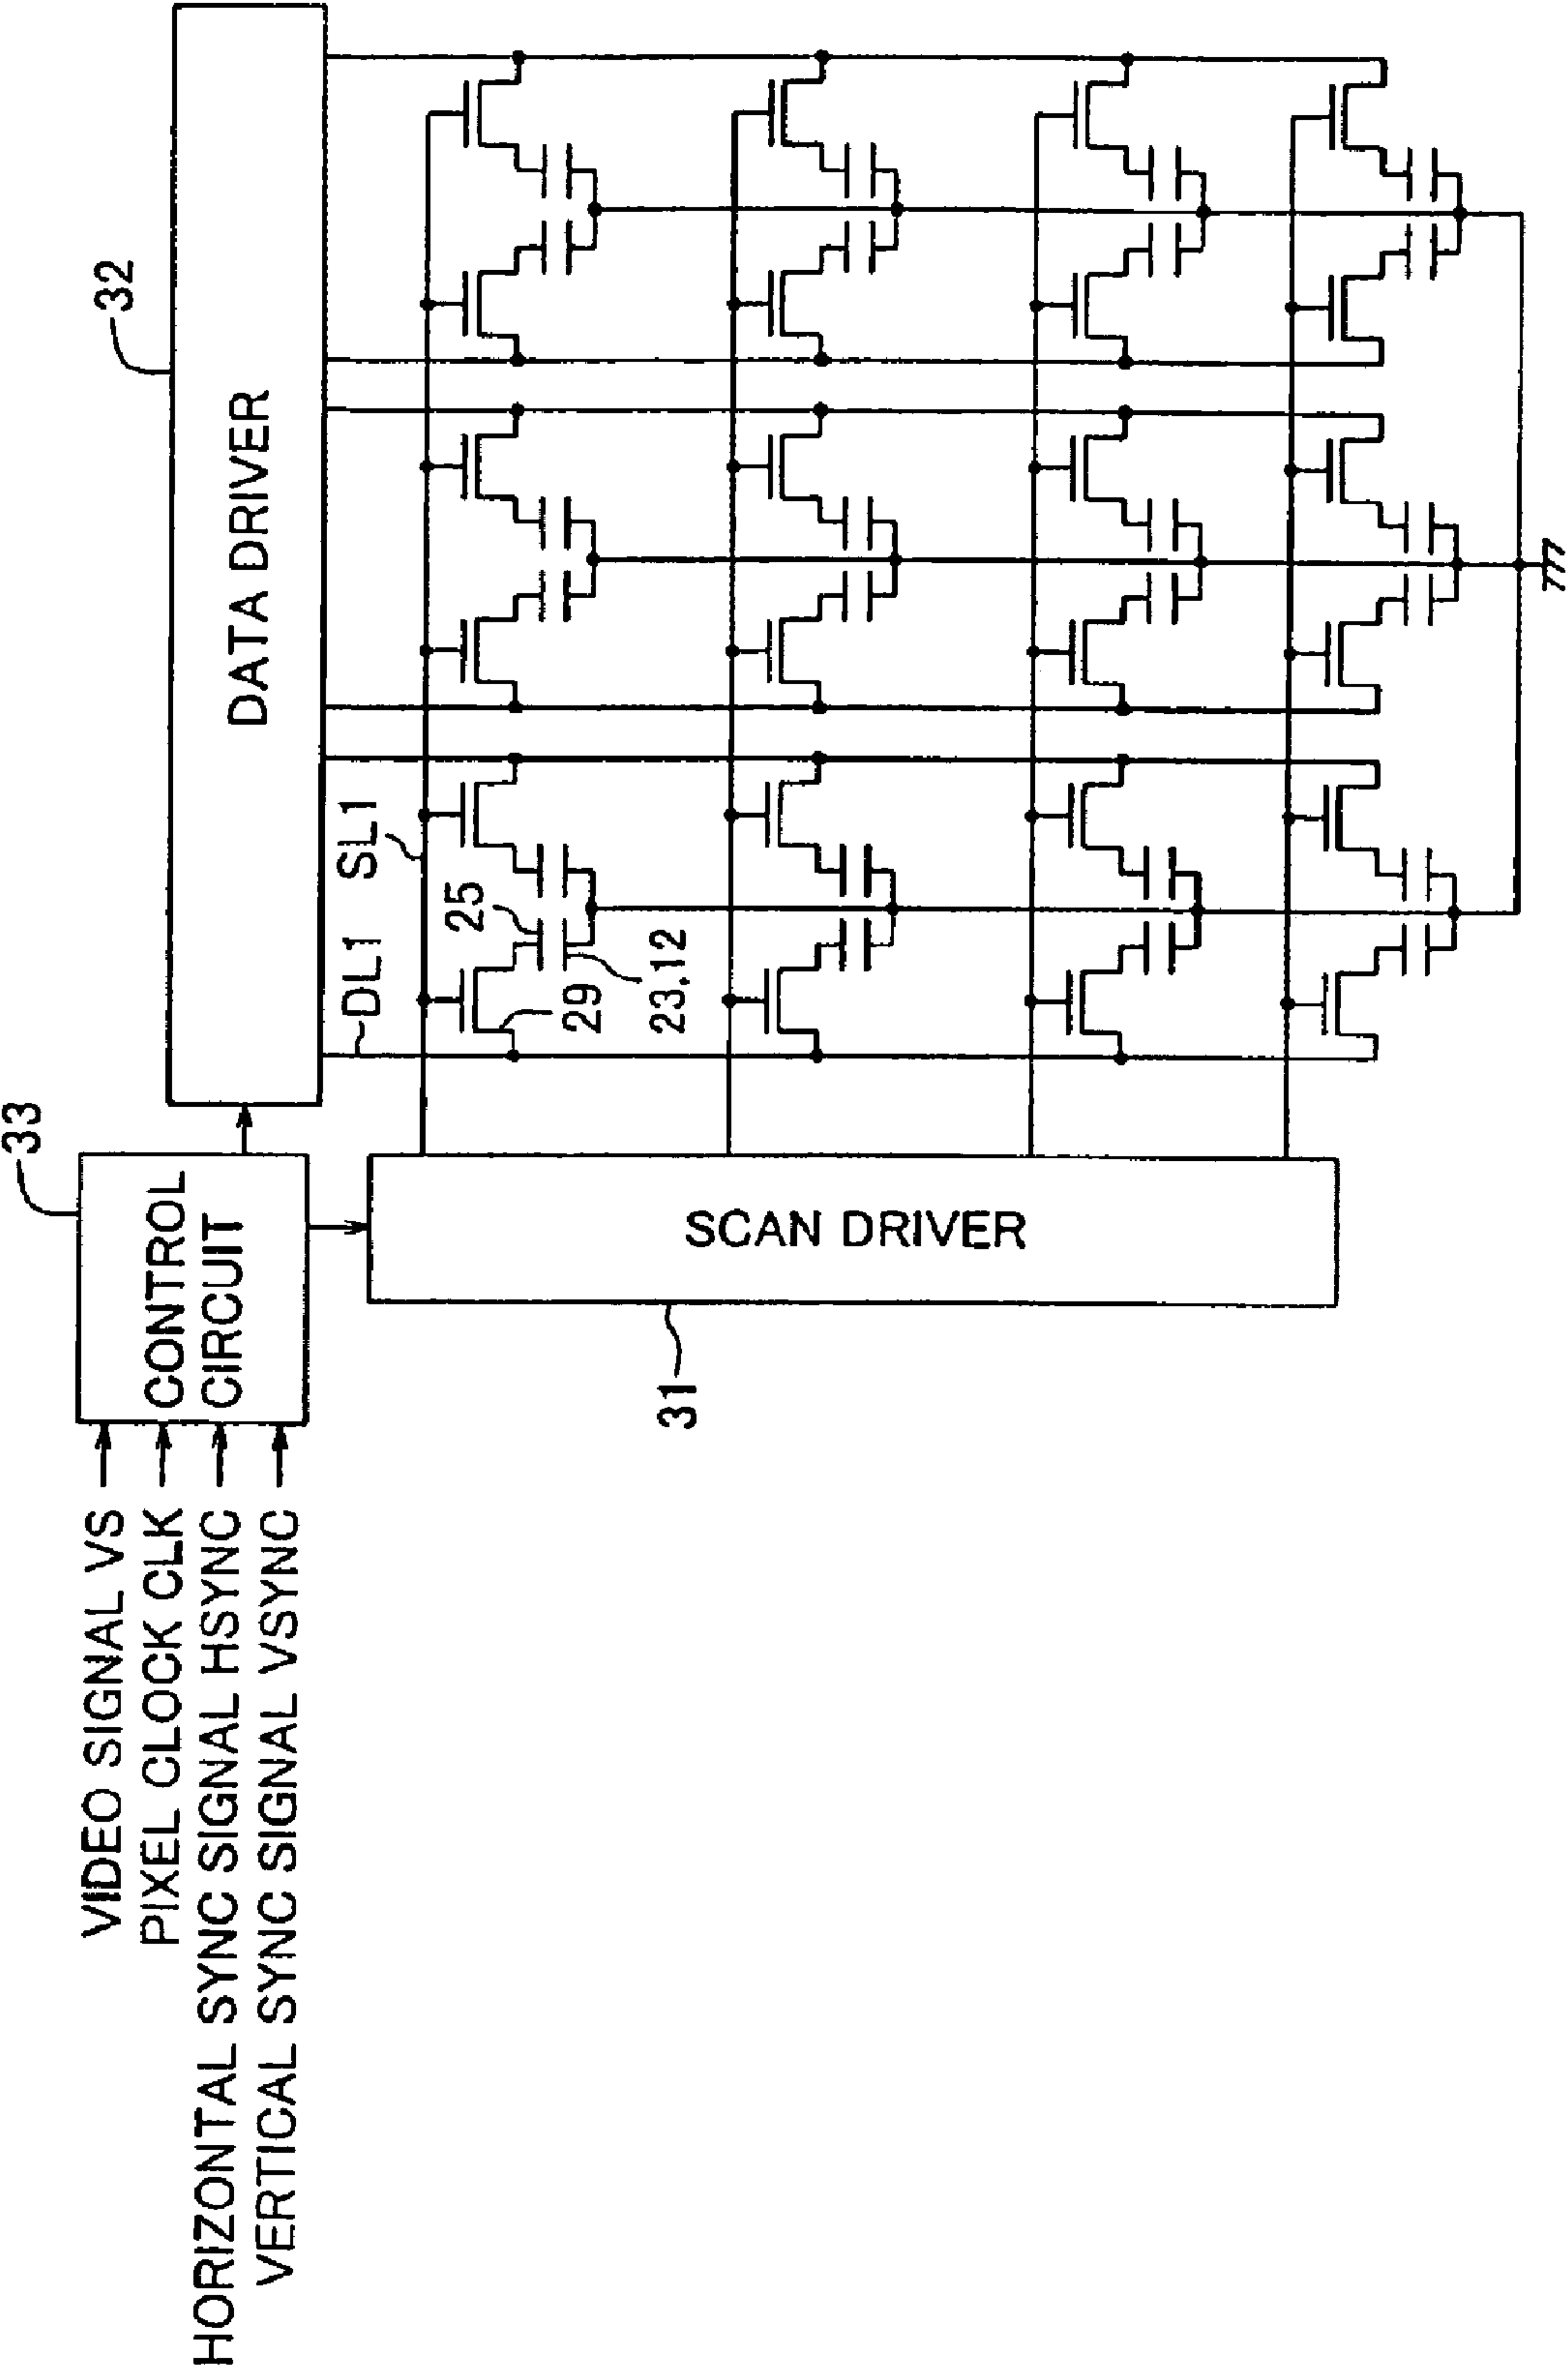 VIDEO SIGNAL VS
PIXEL CLOCK CLK
HORIZONTAL SYNC SIGNAL HSYNC
VERTICAL SYNC SIGNAL VSYNC
33
CONTROL
CIRCUIT
32
DATA DRIVER
31
SCAN DRIVER
DL1
SL1
25
29
23,12